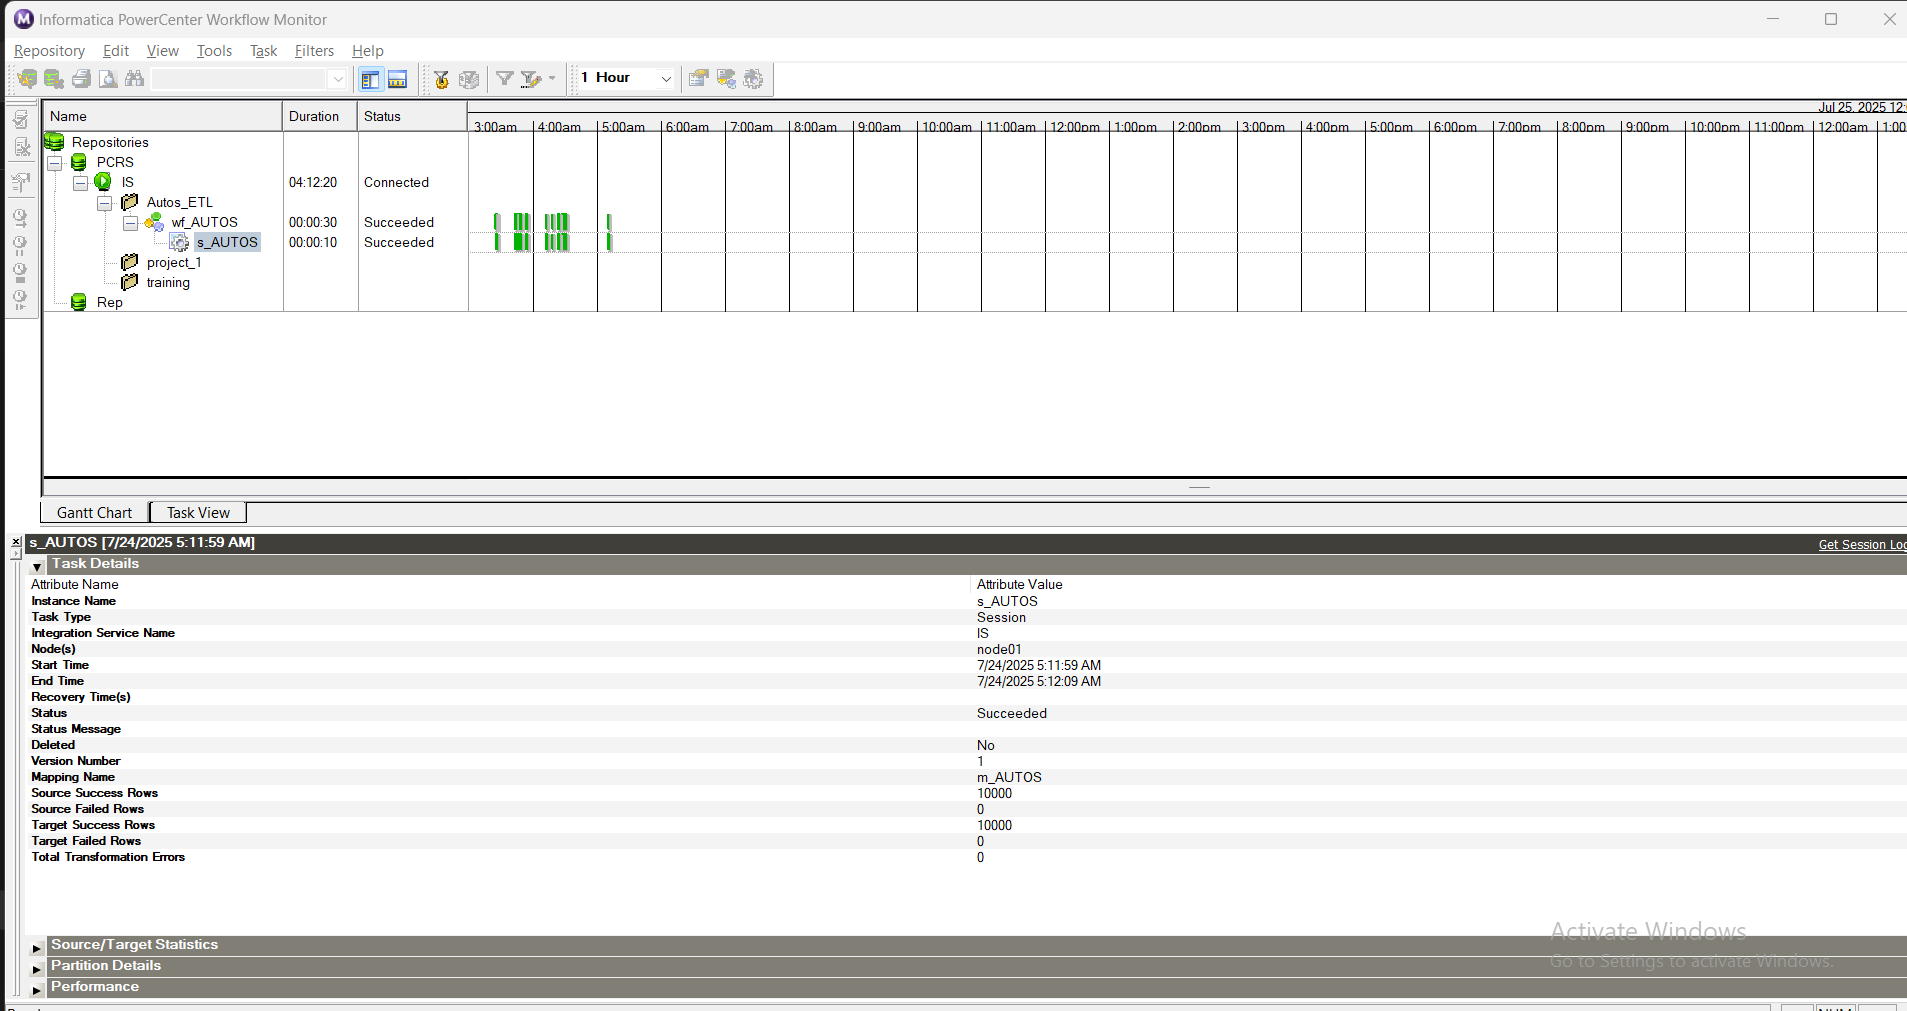 Informatica PowerCenter Workflow Monitor
Repository Edit View Tools Task Filters Help
1 Hour
Name Duration Status
Jul 25, 2025 12:
3:00am 4:00am 5:00am 6:00am 7:00am 8:00am 9:00am 10:00am 11:00am 12:00pm 1:00pm 2:00pm 3:00pm 4:00pm 5:00pm 6:00pm 7:00pm 8:00pm 9:00pm 10:00pm 11:00pm 12:00am 1:00
Repositories
PCRS
IS 04:12:20 Connected
Autos_ETL
wf_AUTOS 00:00:30 Succeeded
s_AUTOS 00:00:10 Succeeded
project_1
training
Rep
Gantt Chart Task View
s_AUTOS [7/24/2025 5:11:59 AM] Get Session Log
Task Details
Attribute Name Attribute Value
Instance Name s_AUTOS
Task Type Session
Integration Service Name IS
Node(s) node01
Start Time 7/24/2025 5:11:59 AM
End Time 7/24/2025 5:12:09 AM
Recovery Time(s)
Status Succeeded
Status Message
Deleted No
Version Number 1
Mapping Name m_AUTOS
Source Success Rows 10000
Source Failed Rows 0
Target Success Rows 10000
Target Failed Rows 0
Total Transformation Errors 0
Activate Windows
Go to Settings to activate Windows.
Source/Target Statistics
Partition Details
Performance